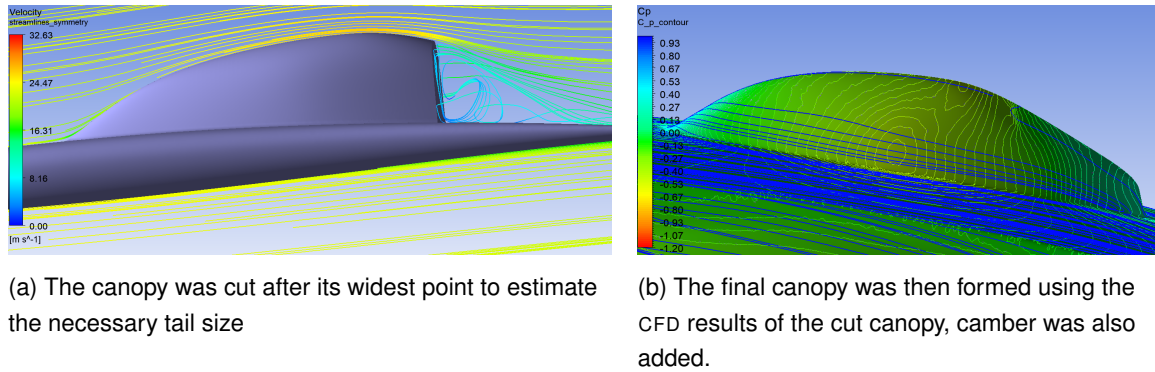 Velocity
streamlines_symmetry
32.63
24.47
16.31
8.16
0.00
[m s^-1]
Cp
C_p_contour
0.93
0.80
0.67
0.53
0.40
0.27
0.13
0.00
-0.13
-0.27
-0.40
-0.53
-0.67
-0.80
-0.93
-1.07
-1.20
(a) The canopy was cut after its widest point to estimate
the necessary tail size
(b) The final canopy was then formed using the
CFD results of the cut canopy, camber was also
added.